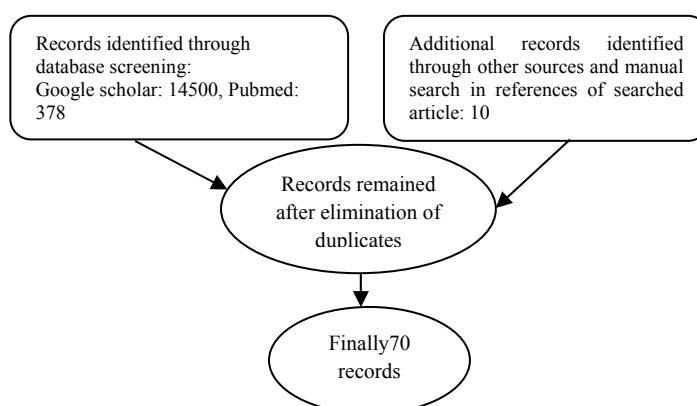 Records identified through
database screening:
Google scholar: 14500, Pubmed:
378
Additional records identified
through other sources and manual
search in references of searched
article: 10
Records remained
after elimination of
duplicates
Finally70
records